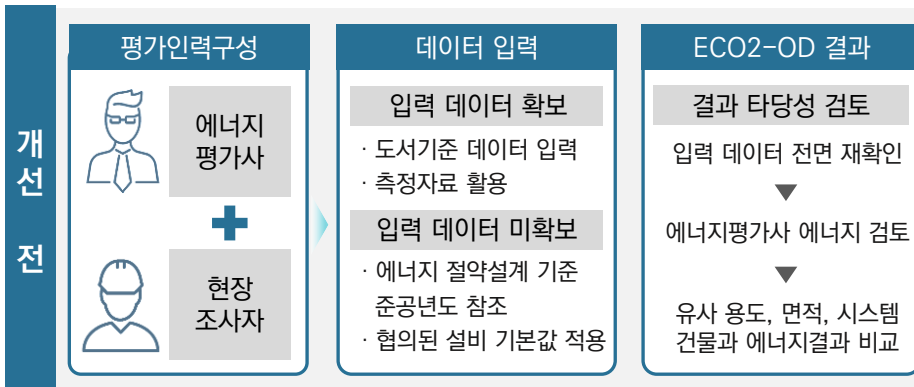 개선 전
평가인력구성
에너지
평가사
현장
조사자
데이터 입력
입력 데이터 확보
· 도서기준 데이터 입력
· 측정자료 활용
입력 데이터 미확보
· 에너지 절약설계 기준
준공년도 참조
· 협의된 설비 기본값 적용
ECO2-OD 결과
결과 타당성 검토
입력 데이터 전면 재확인
에너지평가사 에너지 검토
유사 용도, 면적, 시스템
건물과 에너지결과 비교